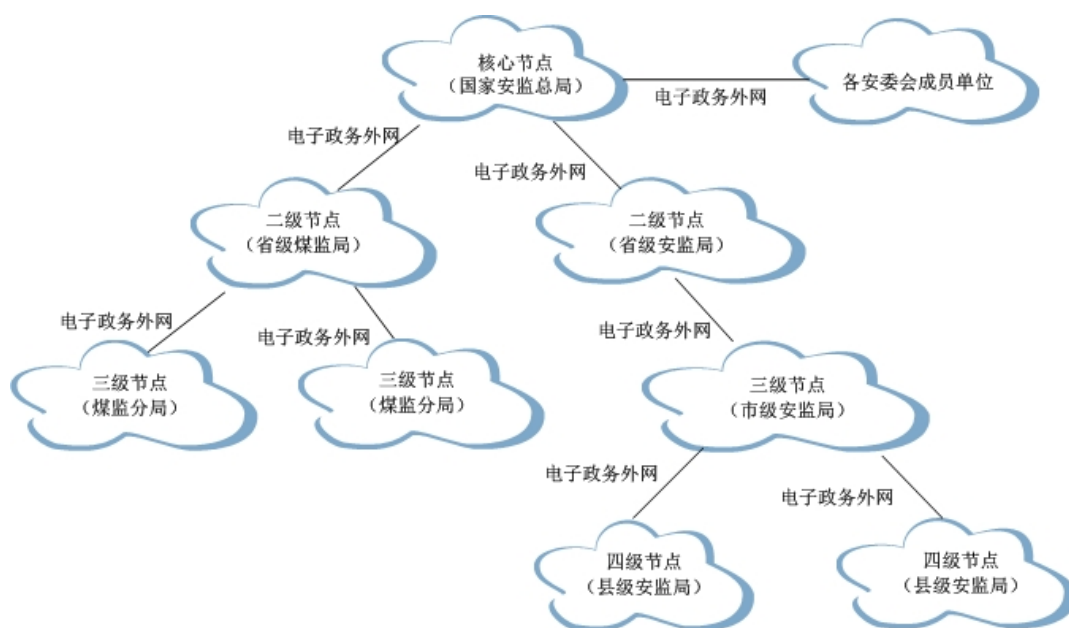 核心节点
（国家安监总局）
各安委会成员单位
电子政务外网
电子政务外网
电子政务外网
二级节点
（省级煤监局）
二级节点
（省级安监局）
电子政务外网
电子政务外网
电子政务外网
三级节点
（煤监分局）
三级节点
（煤监分局）
三级节点
（市级安监局）
电子政务外网
电子政务外网
四级节点
（县级安监局）
四级节点
（县级安监局）